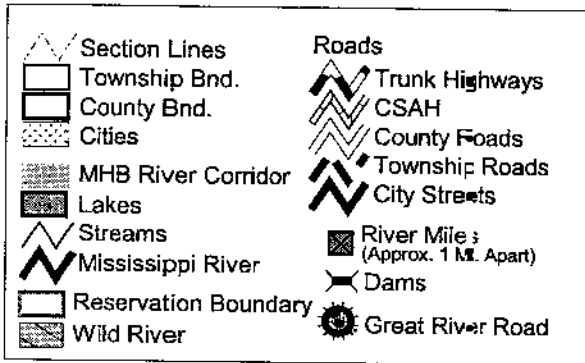 Section Lines
Township Bnd.
County Bnd.
Cities
MHB River Corridor
Lakes
Streams
Mississippi River
Reservation Boundary
Wild River
Roads
Trunk Highways
CSAH
County Roads
Township Roads
City Streets
River Miles
(Approx. 1 Mi. Apart)
Dams
Great River Road